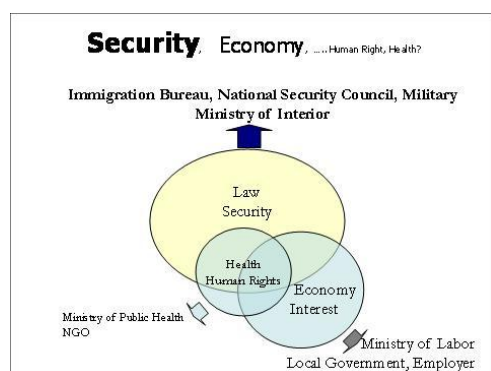 Security, Economy, .....Human Right, Health?
Immigration Bureau, National Security Council, Military
Ministry of Interior
Law
Security
Health
Human Rights
Economy
Interest
Ministry of Public Health
NGO
Ministry of Labor
Local Government, Employer